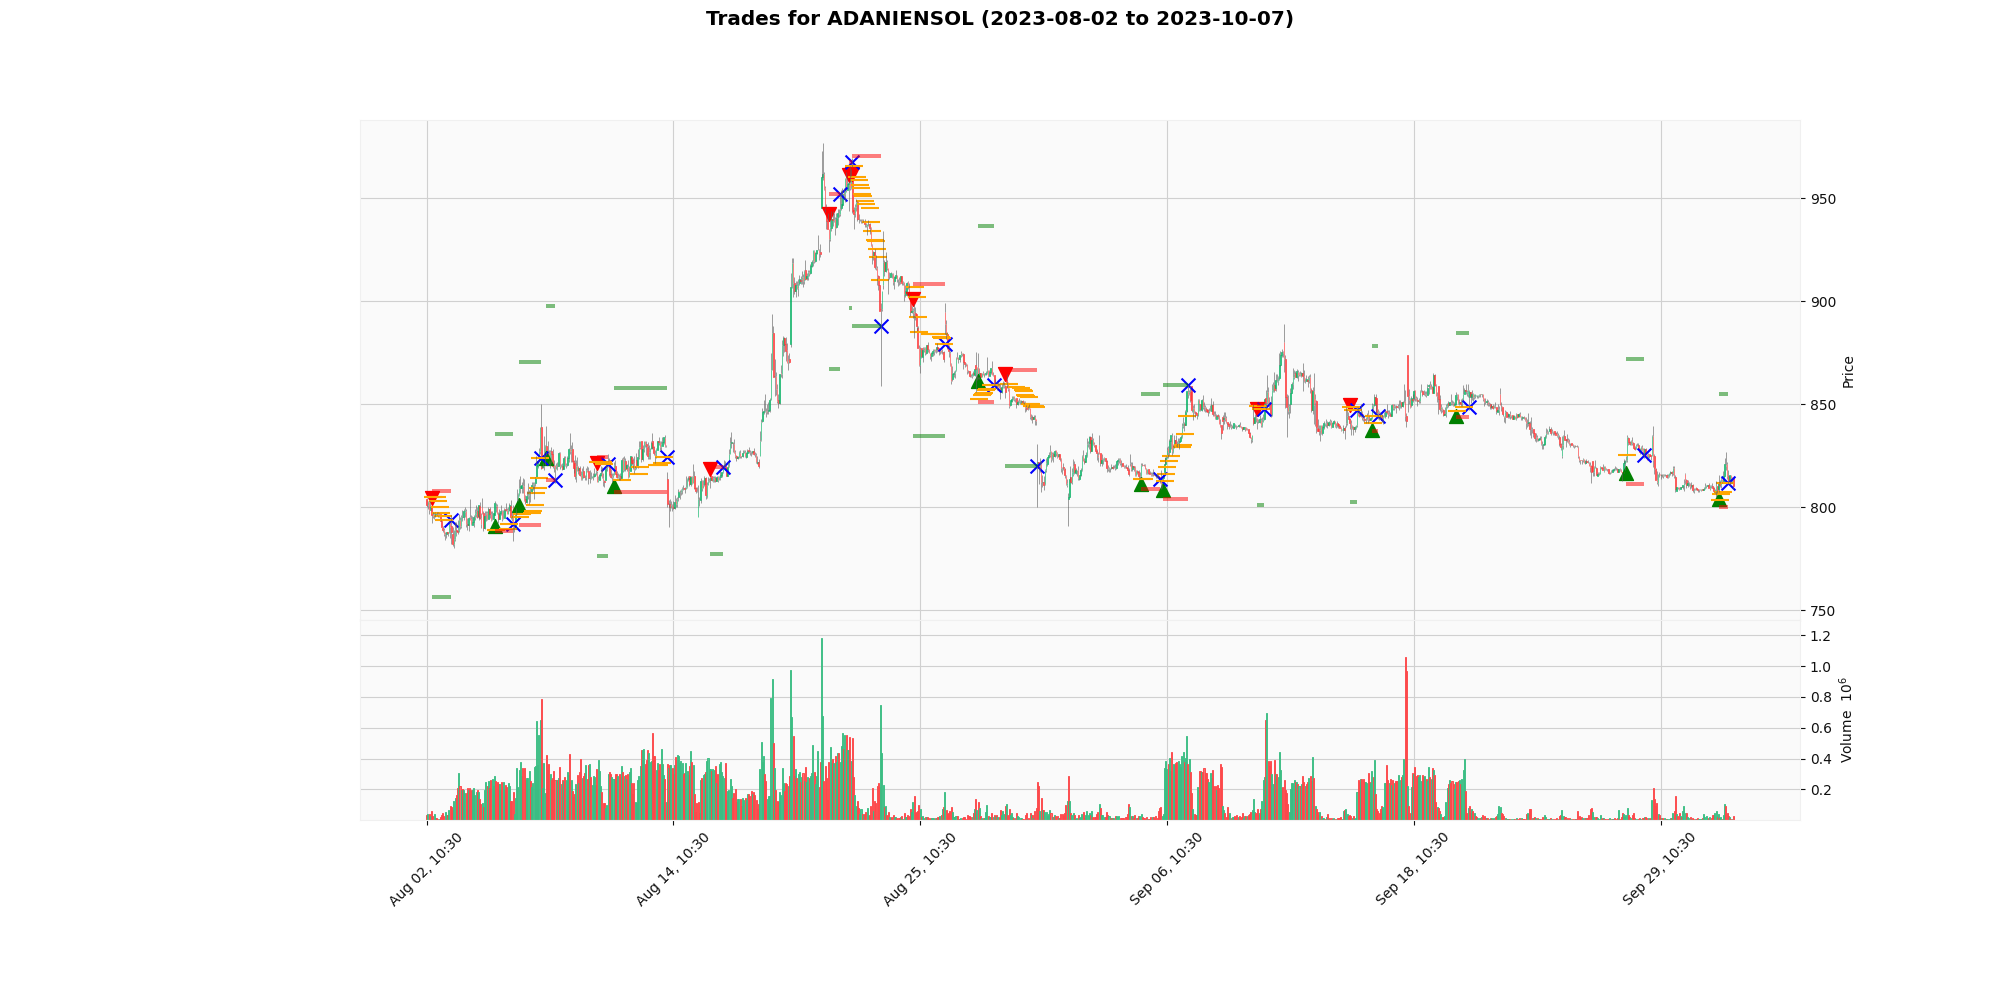 Trades for ADANIENSOL (2023-08-02 to 2023-10-07)
950
900
850
800
750
Price
1.2
1.0
0.8
0.6
0.4
0.2
Volume 10^6
Aug 02, 10:30
Aug 14, 10:30
Aug 25, 10:30
Sep 06, 10:30
Sep 18, 10:30
Sep 29, 10:30